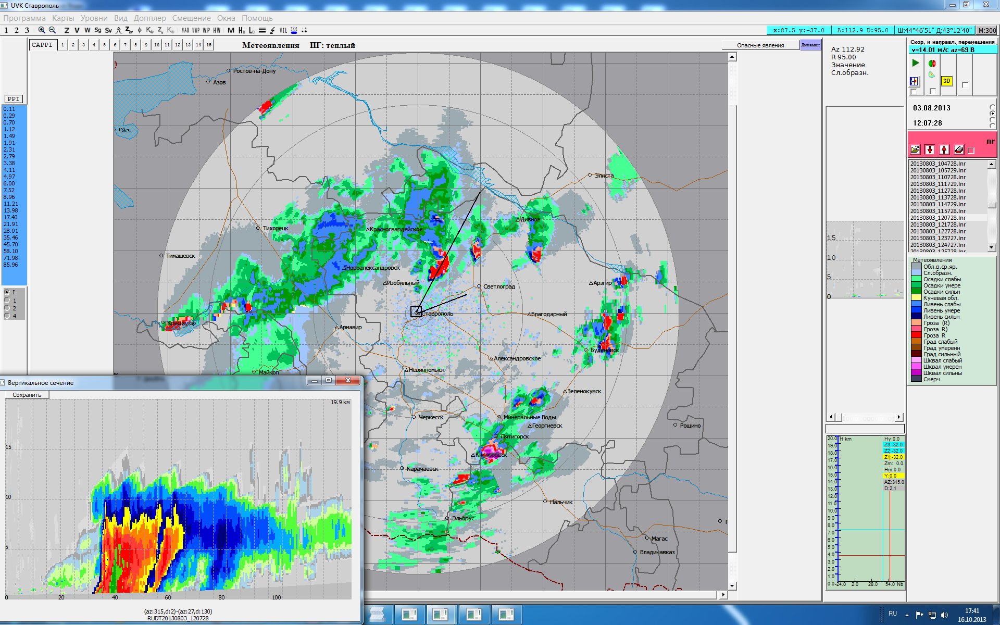 UVK Ставрополь
Программа Карты Уровни Вид Допплер Смещение Окна Помощь
1 2 3 Z V W Sg Sv VAD VWP WP HW M Hc Lc VIL
x:87.5 y:-37.0 A:112.9 D:95.0 Ш:44°46'51" Д:43°12'40" M:300
CAPPI 1 2 3 4 5 6 7 8 9 10 11 12 13 14 15
Метеоявления ПГ: теплый
Опасные явления Динамик
PPI
0.11
0.29
0.70
1.12
1.49
1.91
2.31
2.79
3.38
4.11
4.97
6.00
7.52
8.96
11.21
13.98
17.40
21.91
28.01
35.46
45.70
58.10
71.98
85.96
I
1
2
4
Ростов-на-Дону
Азов
Ейск
Элиста
Дивное
Тихорецк
Красногвардейское
Тимашевск
Новоалександровск
Изобильный
Светлоград
Арзгир
Ставрополь
Благодарный
Краснодар
Армавир
Буденовск
Александровское
Невинномыск
Майкоп
Зеленокумск
Черкесск
Минеральные Воды
Георгиевск
Рощино
Пятигорск
Кисловодск
Карачаевск
Нальчик
Эльбрус
Магас
Владикавказ
Az 112.92
R 95.00
Значение
Сл.образн.
15
10
5
0
Скор. и направл. перемещения
v=14.01 м/с az=69 В
3D
03.08.2013
12:07:28
nr
20130803_104728.lnr
20130803_105729.lnr
20130803_110728.lnr
20130803_111729.lnr
20130803_112728.lnr
20130803_113728.lnr
20130803_114729.lnr
20130803_115728.lnr
20130803_120728.lnr
20130803_121728.lnr
20130803_122728.lnr
20130803_123727.lnr
20130803_124727.lnr
20130803_125728.lnr
Метеоявления
Обл.в.ср.яр.
Сл.образн.
Осадки слабы
Осадки умере
Осадки сильн
Кучевая обл.
Ливень слабы
Ливень умере
Ливень сильн
Гроза (R)
Гроза R)
Гроза R
Град слабый
Град умеренн
Град сильный
Шквал слабый
Шквал умерен
Шквал сильны
Смерч
20.0 H km
19.0
18.0
17.0
16.0
15.0
14.0
13.0
12.0
11.0
10.0
9.0
8.0
7.0
6.0
5.0
4.0
3.0
2.0
1.0
0.0 -24.0 2.0 28.0 54.0 Nb
Hv:0.0
Z3:-32.0
Z2:-32.0
Z1:-32.0
Zm: 0.0
Hm:0.0
Y:0.0
AZ:315.0
D:2.1
Вертикальное сечение
Сохранить
19.9 км
15
10
5
0 20 40 60 80 100
(az:315,d:2)-(az:27,d:130)
RUDT20130803_120728
RU
17:41
16.10.2013